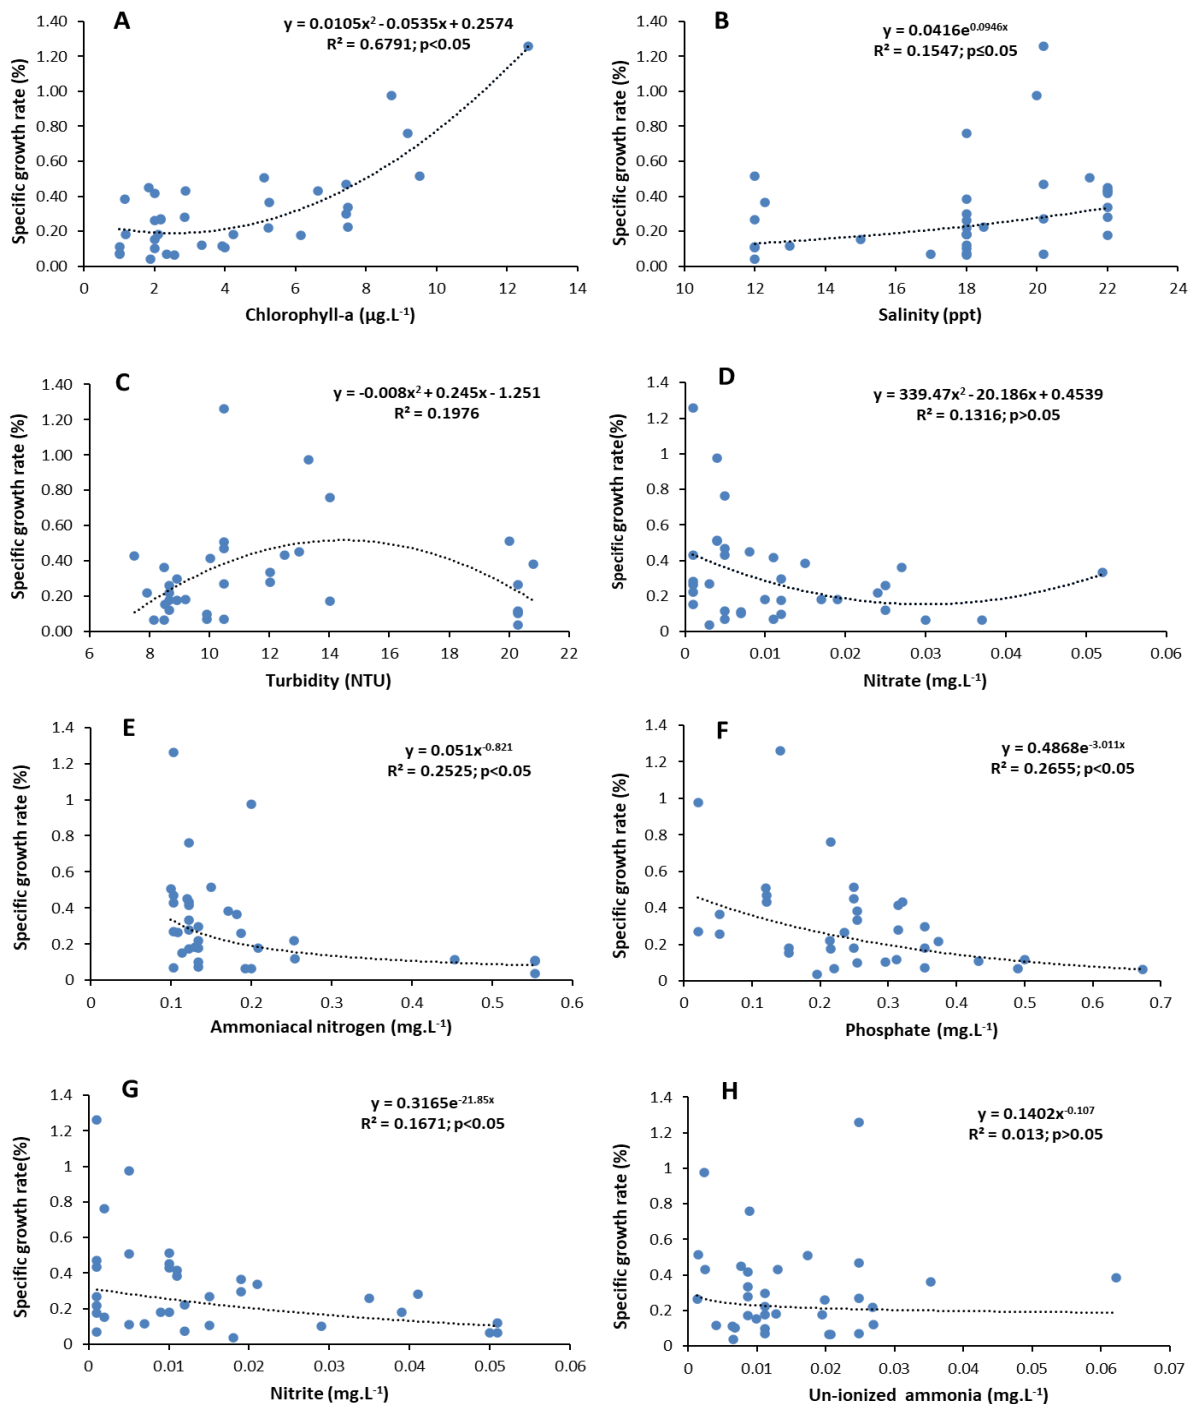 A
y = 0.0105x² - 0.0535x + 0.2574
R² = 0.6791; p<0.05
1.40
1.20
1.00
0.80
0.60
0.40
0.20
0.00
Specific growth rate (%)
0 2 4 6 8 10 12 14
Chlorophyll-a (µg.L⁻¹)
B
y = 0.0416e^0.0946x
R² = 0.1547; p≤0.05
1.40
1.20
1.00
0.80
0.60
0.40
0.20
0.00
Specific growth rate (%)
10 12 14 16 18 20 22 24
Salinity (ppt)
C
y = -0.008x² + 0.245x - 1.251
R² = 0.1976
1.40
1.20
1.00
0.80
0.60
0.40
0.20
0.00
Specific growth rate (%)
6 8 10 12 14 16 18 20 22
Turbidity (NTU)
D
y = 339.47x² - 20.186x + 0.4539
R² = 0.1316; p>0.05
1.4
1.2
1
0.8
0.6
0.4
0.2
0
Specific growth rate(%)
0 0.01 0.02 0.03 0.04 0.05 0.06
Nitrate (mg.L⁻¹)
E
y = 0.051x^-0.821
R² = 0.2525; p<0.05
1.4
1.2
1
0.8
0.6
0.4
0.2
0
Specific growth rate (%)
0 0.1 0.2 0.3 0.4 0.5 0.6
Ammoniacal nitrogen (mg.L⁻¹)
F
y = 0.4868e^-3.011x
R² = 0.2655; p<0.05
1.4
1.2
1
0.8
0.6
0.4
0.2
0
Specific growth rate (%)
0 0.1 0.2 0.3 0.4 0.5 0.6 0.7
Phosphate (mg.L⁻¹)
G
y = 0.3165e^-21.85x
R² = 0.1671; p<0.05
1.4
1.2
1
0.8
0.6
0.4
0.2
0
Specific growth rate(%)
0 0.01 0.02 0.03 0.04 0.05 0.06
Nitrite (mg.L⁻¹)
H
y = 0.1402x^-0.107
R² = 0.013; p>0.05
1.4
1.2
1
0.8
0.6
0.4
0.2
0
Specific growth rate (%)
0 0.01 0.02 0.03 0.04 0.05 0.06 0.07
Un-ionized ammonia (mg.L⁻¹)